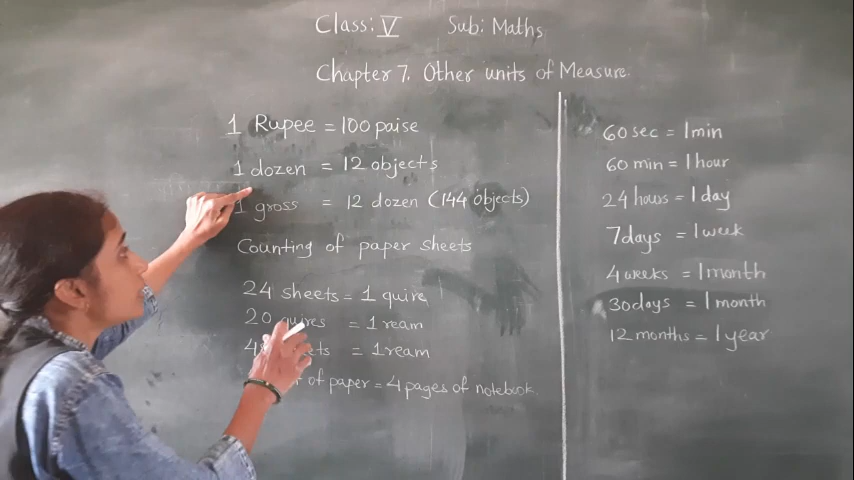 Class: V Sub: Maths
Chapter 7. Other units of Measure.
1 Rupee = 100 paise
1 dozen = 12 objects
1 gross = 12 dozen (144 objects)
Counting of paper sheets
24 sheets = 1 quire
20 quires = 1 ream
= 1 ream
of paper = 4 pages of notebook.
60 sec = 1 min
60 min = 1 hour
24 hours = 1 day
7 days = 1 week
4 weeks = 1 month
30 days = 1 month
12 months = 1 year